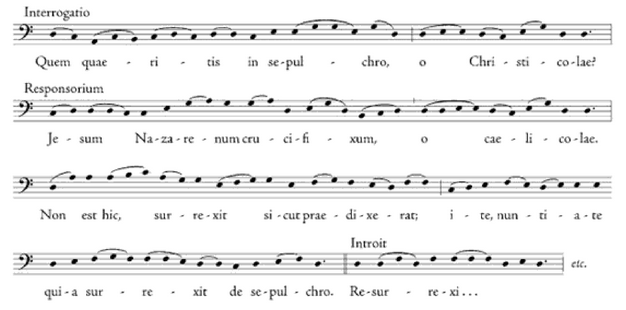 Interrogatio
Quem quae - ri - tis in se-pul - chro, o Chri - sti - co-lae?
Responsorium
Je - sum Na-za-re - num cru - ci - fi - xum, o cae - li - co-lae.
Non est hic, sur - re-xit si-cut prae - di-xe-rat; i - te, nun - ti - a-te
Introit
etc.
qui-a sur - re - xit de se-pul - chro. Re-sur - re-xi...